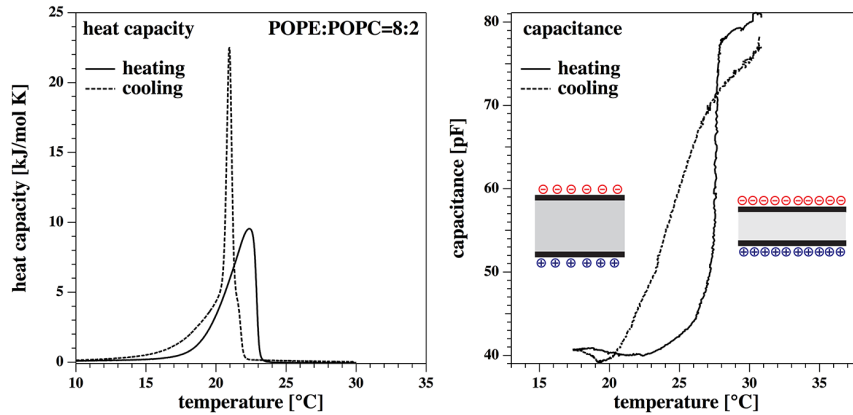 heat capacity POPE:POPC=8:2
heating
cooling
heat capacity [kJ/mol K]
25
20
15
10
5
0
10 15 20 25 30 35
temperature [°C]
capacitance
heating
cooling
capacitance [pF]
80
70
60
50
40
15 20 25 30 35
temperature [°C]
− − − − − −
+ + + + + +
− − − − − − − − −
+ + + + + + + + + +